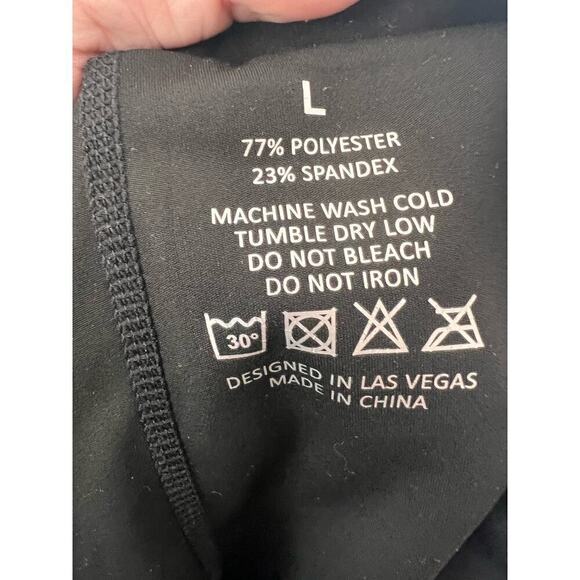 L
77% POLYESTER
23% SPANDEX
MACHINE WASH COLD
TUMBLE DRY LOW
DO NOT BLEACH
DO NOT IRON
30°
DESIGNED IN LAS VEGAS
MADE IN CHINA